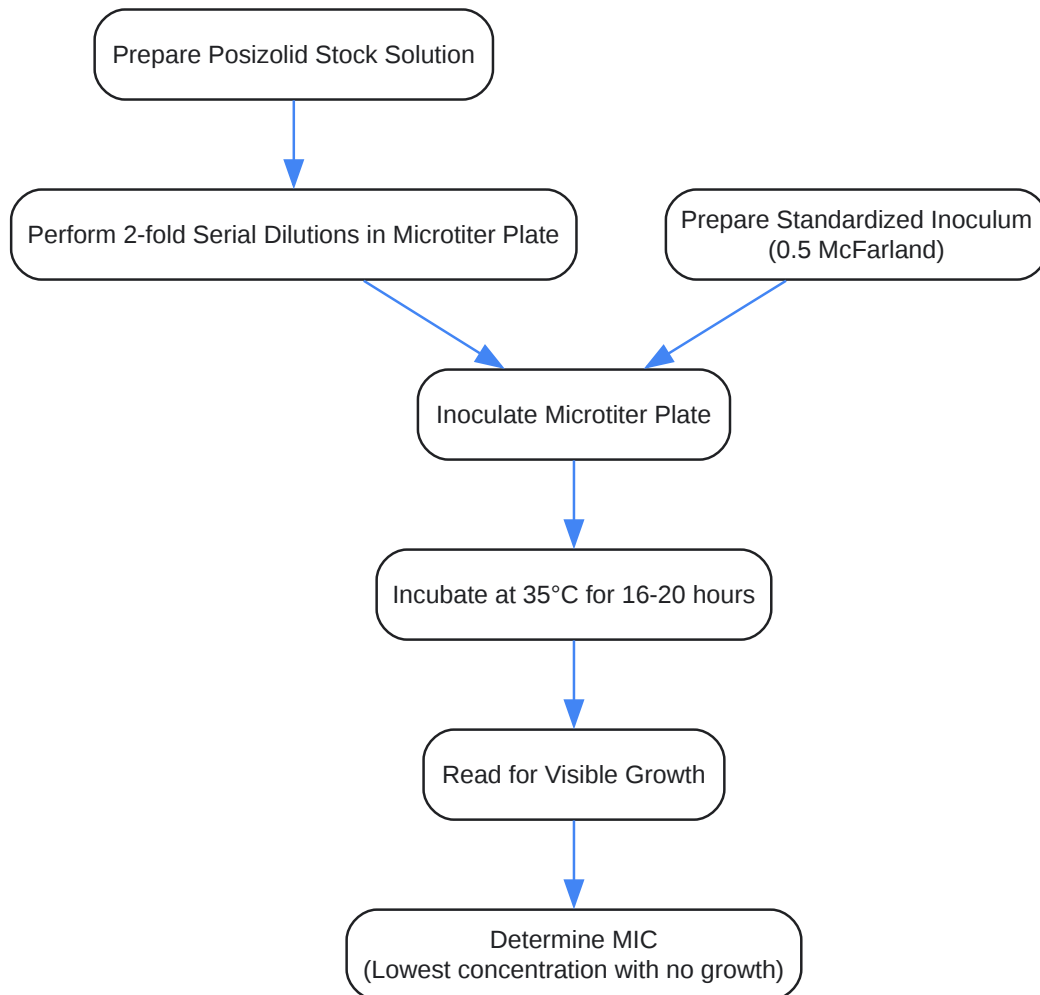 Prepare Posizolid Stock Solution
Perform 2-fold Serial Dilutions in Microtiter Plate
Prepare Standardized Inoculum
(0.5 McFarland)
Inoculate Microtiter Plate
Incubate at 35°C for 16-20 hours
Read for Visible Growth
Determine MIC
(Lowest concentration with no growth)